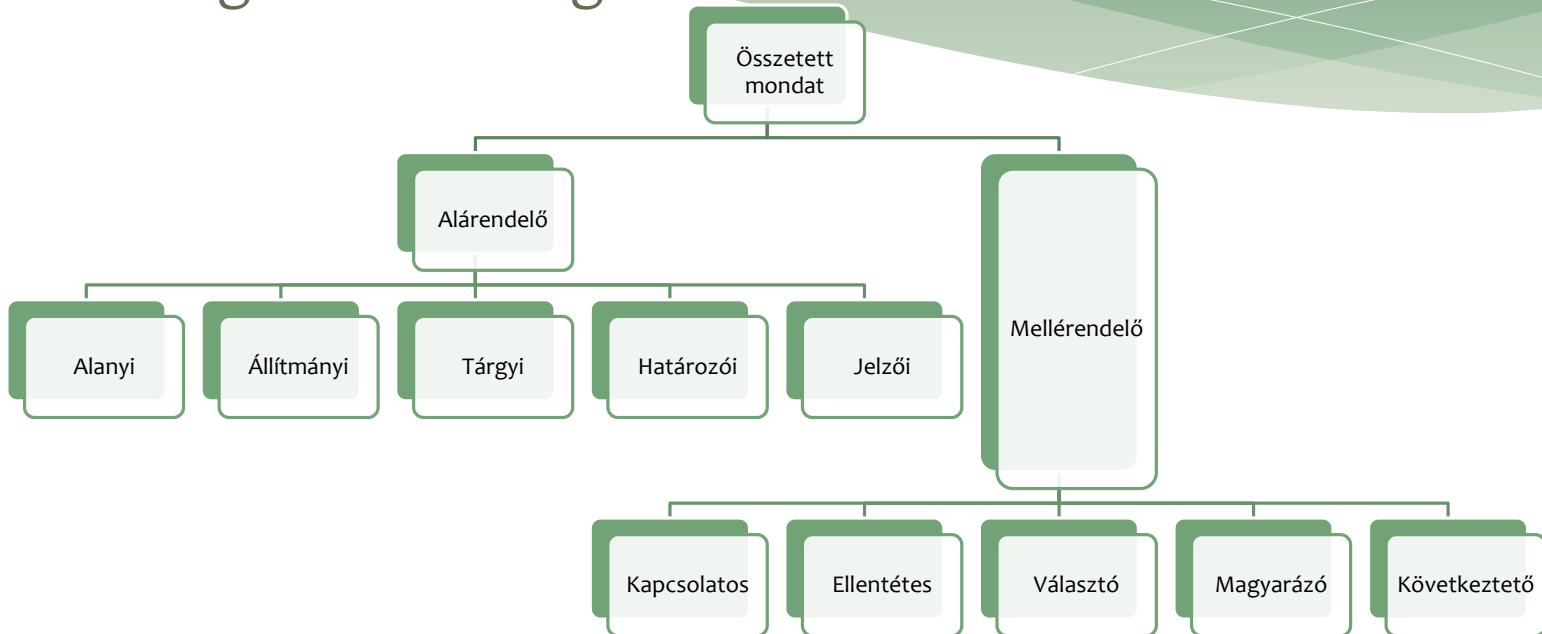 Összetett
mondat
Alárendelő
Mellérendelő
Alanyi
Állítmányi
Tárgyi
Határozói
Jelzői
Kapcsolatos
Ellentétes
Választó
Magyarázó
Következtető